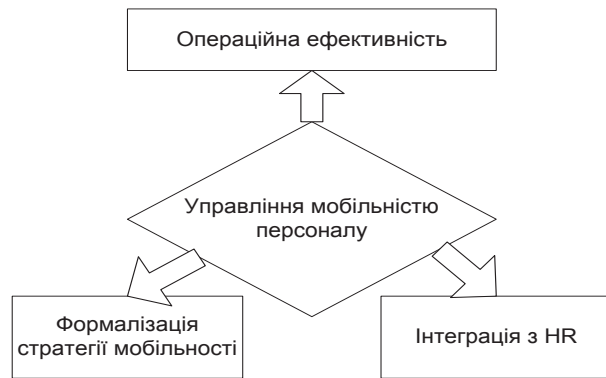 Операційна ефективність
Управління мобільністю
персоналу
Формалізація
стратегії мобільності
Інтеграція з HR